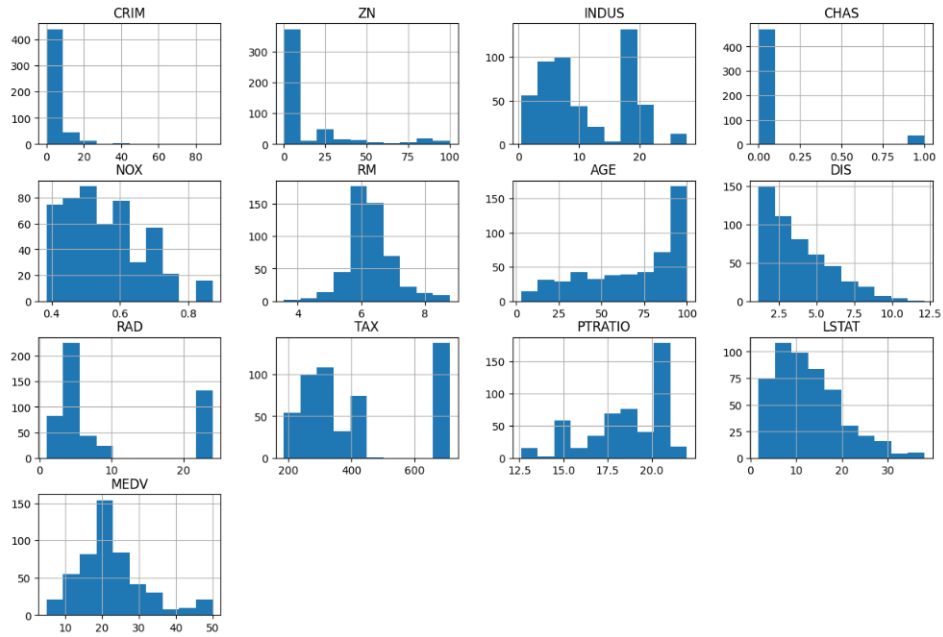 CRIM ZN INDUS CHAS
400 300 200 100 0
0 20 40 60 80
300 200 100 0
0 25 50 75 100
100 50 0
0 10 20
400 300 200 100 0
0.00 0.25 0.50 0.75 1.00
NOX RM AGE DIS
80 60 40 20 0
0.4 0.6 0.8
150 100 50 0
4 6 8
150 100 50 0
0 25 50 75 100
150 100 50 0
2.5 5.0 7.5 10.0 12.5
RAD TAX PTRATIO LSTAT
200 150 100 50 0
0 10 20
100 50 0
200 400 600
150 100 50 0
12.5 15.0 17.5 20.0
100 75 50 25 0
0 10 20 30
MEDV
150 100 50 0
10 20 30 40 50